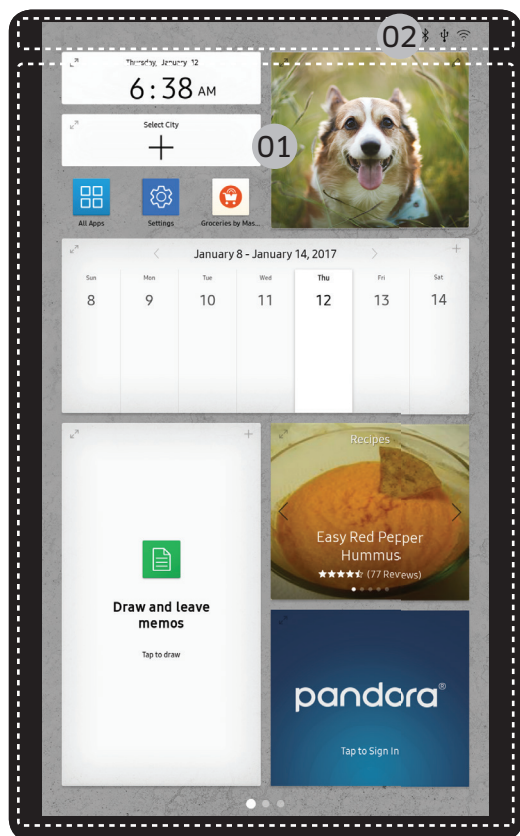 02
Thursday, January 12
6:38 AM
Select City
01
All Apps
Settings
Groceries by Mas...
January 8 - January 14, 2017
Sun Mon Tue Wed Thu Fri Sat
8 9 10 11 12 13 14
Recipes
Easy Red Pepper
Hummus
(77 Reviews)
Draw and leave
memos
Tap to draw
pandora®
Tap to Sign In